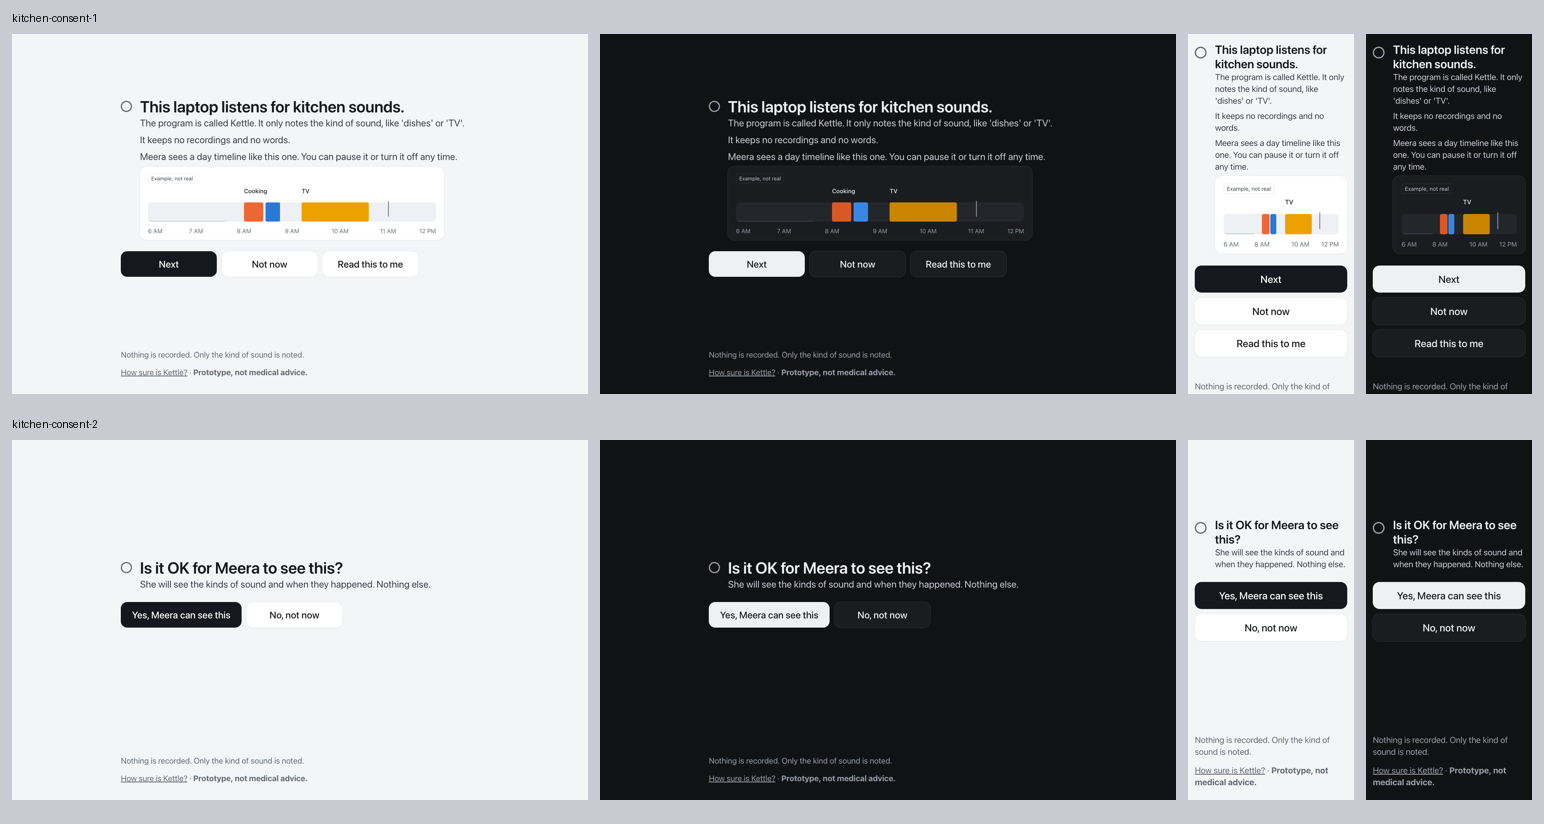 kitchen-consent-1
This laptop listens for kitchen sounds.
The program is called Kettle. It only notes the kind of sound, like 'dishes' or 'TV'.
It keeps no recordings and no words.
Meera sees a day timeline like this one. You can pause it or turn it off any time.
Example, not real
Cooking TV
6 AM 7 AM 8 AM 9 AM 10 AM 11 AM 12 PM
Next Not now Read this to me
Nothing is recorded. Only the kind of sound is noted.
How sure is Kettle? · Prototype, not medical advice.
This laptop listens for kitchen sounds.
The program is called Kettle. It only notes the kind of sound, like 'dishes' or 'TV'.
It keeps no recordings and no words.
Meera sees a day timeline like this one. You can pause it or turn it off any time.
Example, not real
Cooking TV
6 AM 7 AM 8 AM 9 AM 10 AM 11 AM 12 PM
Next Not now Read this to me
Nothing is recorded. Only the kind of sound is noted.
How sure is Kettle? · Prototype, not medical advice.
This laptop listens for
kitchen sounds.
The program is called Kettle. It only
notes the kind of sound, like
'dishes' or 'TV'.
It keeps no recordings and no
words.
Meera sees a day timeline like this
one. You can pause it or turn it off
any time.
Example, not real
TV
6 AM 8 AM 10 AM 12 PM
Next
Not now
Read this to me
Nothing is recorded. Only the kind of
This laptop listens for
kitchen sounds.
The program is called Kettle. It only
notes the kind of sound, like
'dishes' or 'TV'.
It keeps no recordings and no
words.
Meera sees a day timeline like this
one. You can pause it or turn it off
any time.
Example, not real
TV
6 AM 8 AM 10 AM 12 PM
Next
Not now
Read this to me
Nothing is recorded. Only the kind of
kitchen-consent-2
Is it OK for Meera to see this?
She will see the kinds of sound and when they happened. Nothing else.
Yes, Meera can see this No, not now
Nothing is recorded. Only the kind of sound is noted.
How sure is Kettle? · Prototype, not medical advice.
Is it OK for Meera to see this?
She will see the kinds of sound and when they happened. Nothing else.
Yes, Meera can see this No, not now
Nothing is recorded. Only the kind of sound is noted.
How sure is Kettle? · Prototype, not medical advice.
Is it OK for Meera to see
this?
She will see the kinds of sound and
when they happened. Nothing else.
Yes, Meera can see this
No, not now
Nothing is recorded. Only the kind of
sound is noted.
How sure is Kettle? · Prototype, not
medical advice.
Is it OK for Meera to see
this?
She will see the kinds of sound and
when they happened. Nothing else.
Yes, Meera can see this
No, not now
Nothing is recorded. Only the kind of
sound is noted.
How sure is Kettle? · Prototype, not
medical advice.